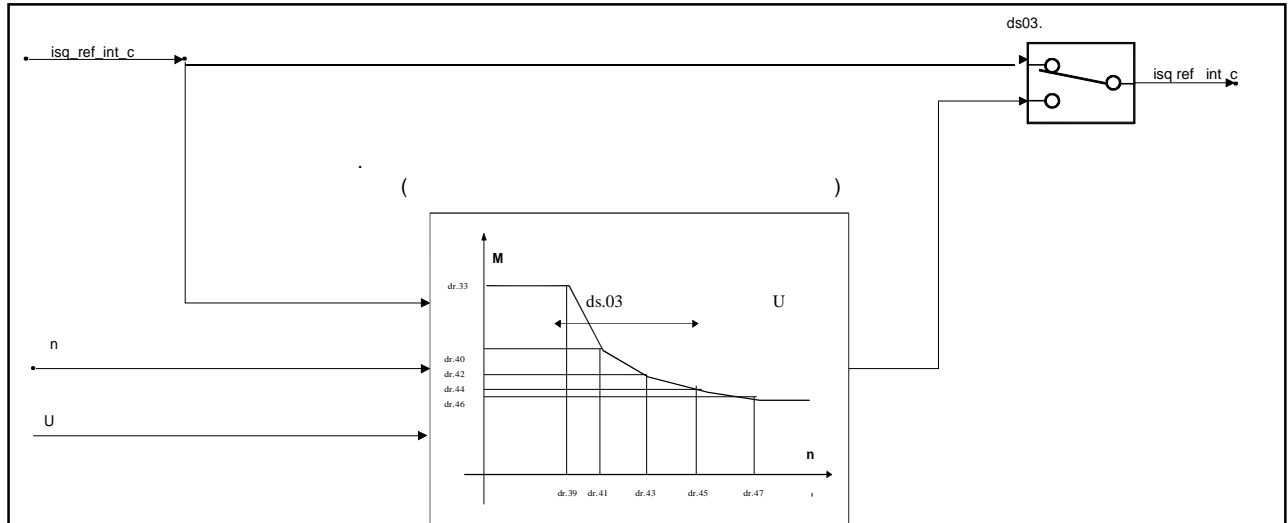 ds03.
isq_ref_int_c
isq ref int c
( )
M
dr.33
ds.03 U
n
dr.40
dr.42
dr.44
dr.46
U
n
dr.39 dr.41 dr.43 dr.45 dr.47